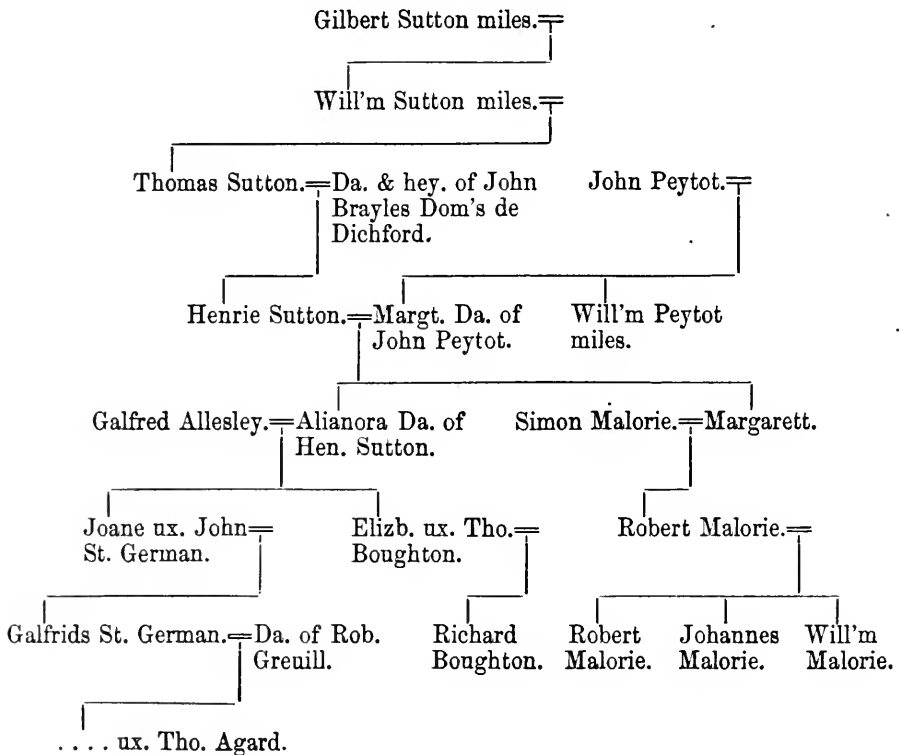 Gilbert Sutton miles.
Will'm Sutton miles.
Thomas Sutton. Da. & hey. of John
Brayles Dom's de
Dichford.
John Peytot.
Henrie Sutton. Margt. Da. of
John Peytot.
Will'm Peytot
miles.
Galfred Allesley. Alianora Da. of
Hen. Sutton.
Simon Malorie. Margarett.
Joane ux. John
St. German.
Elizb. ux. Tho.
Boughton.
Robert Malorie.
Galfrids St. German. Da. of Rob.
Greuill.
Richard
Boughton.
Robert
Malorie.
Johannes
Malorie.
Will'm
Malorie.
. . . . ux. Tho. Agard.